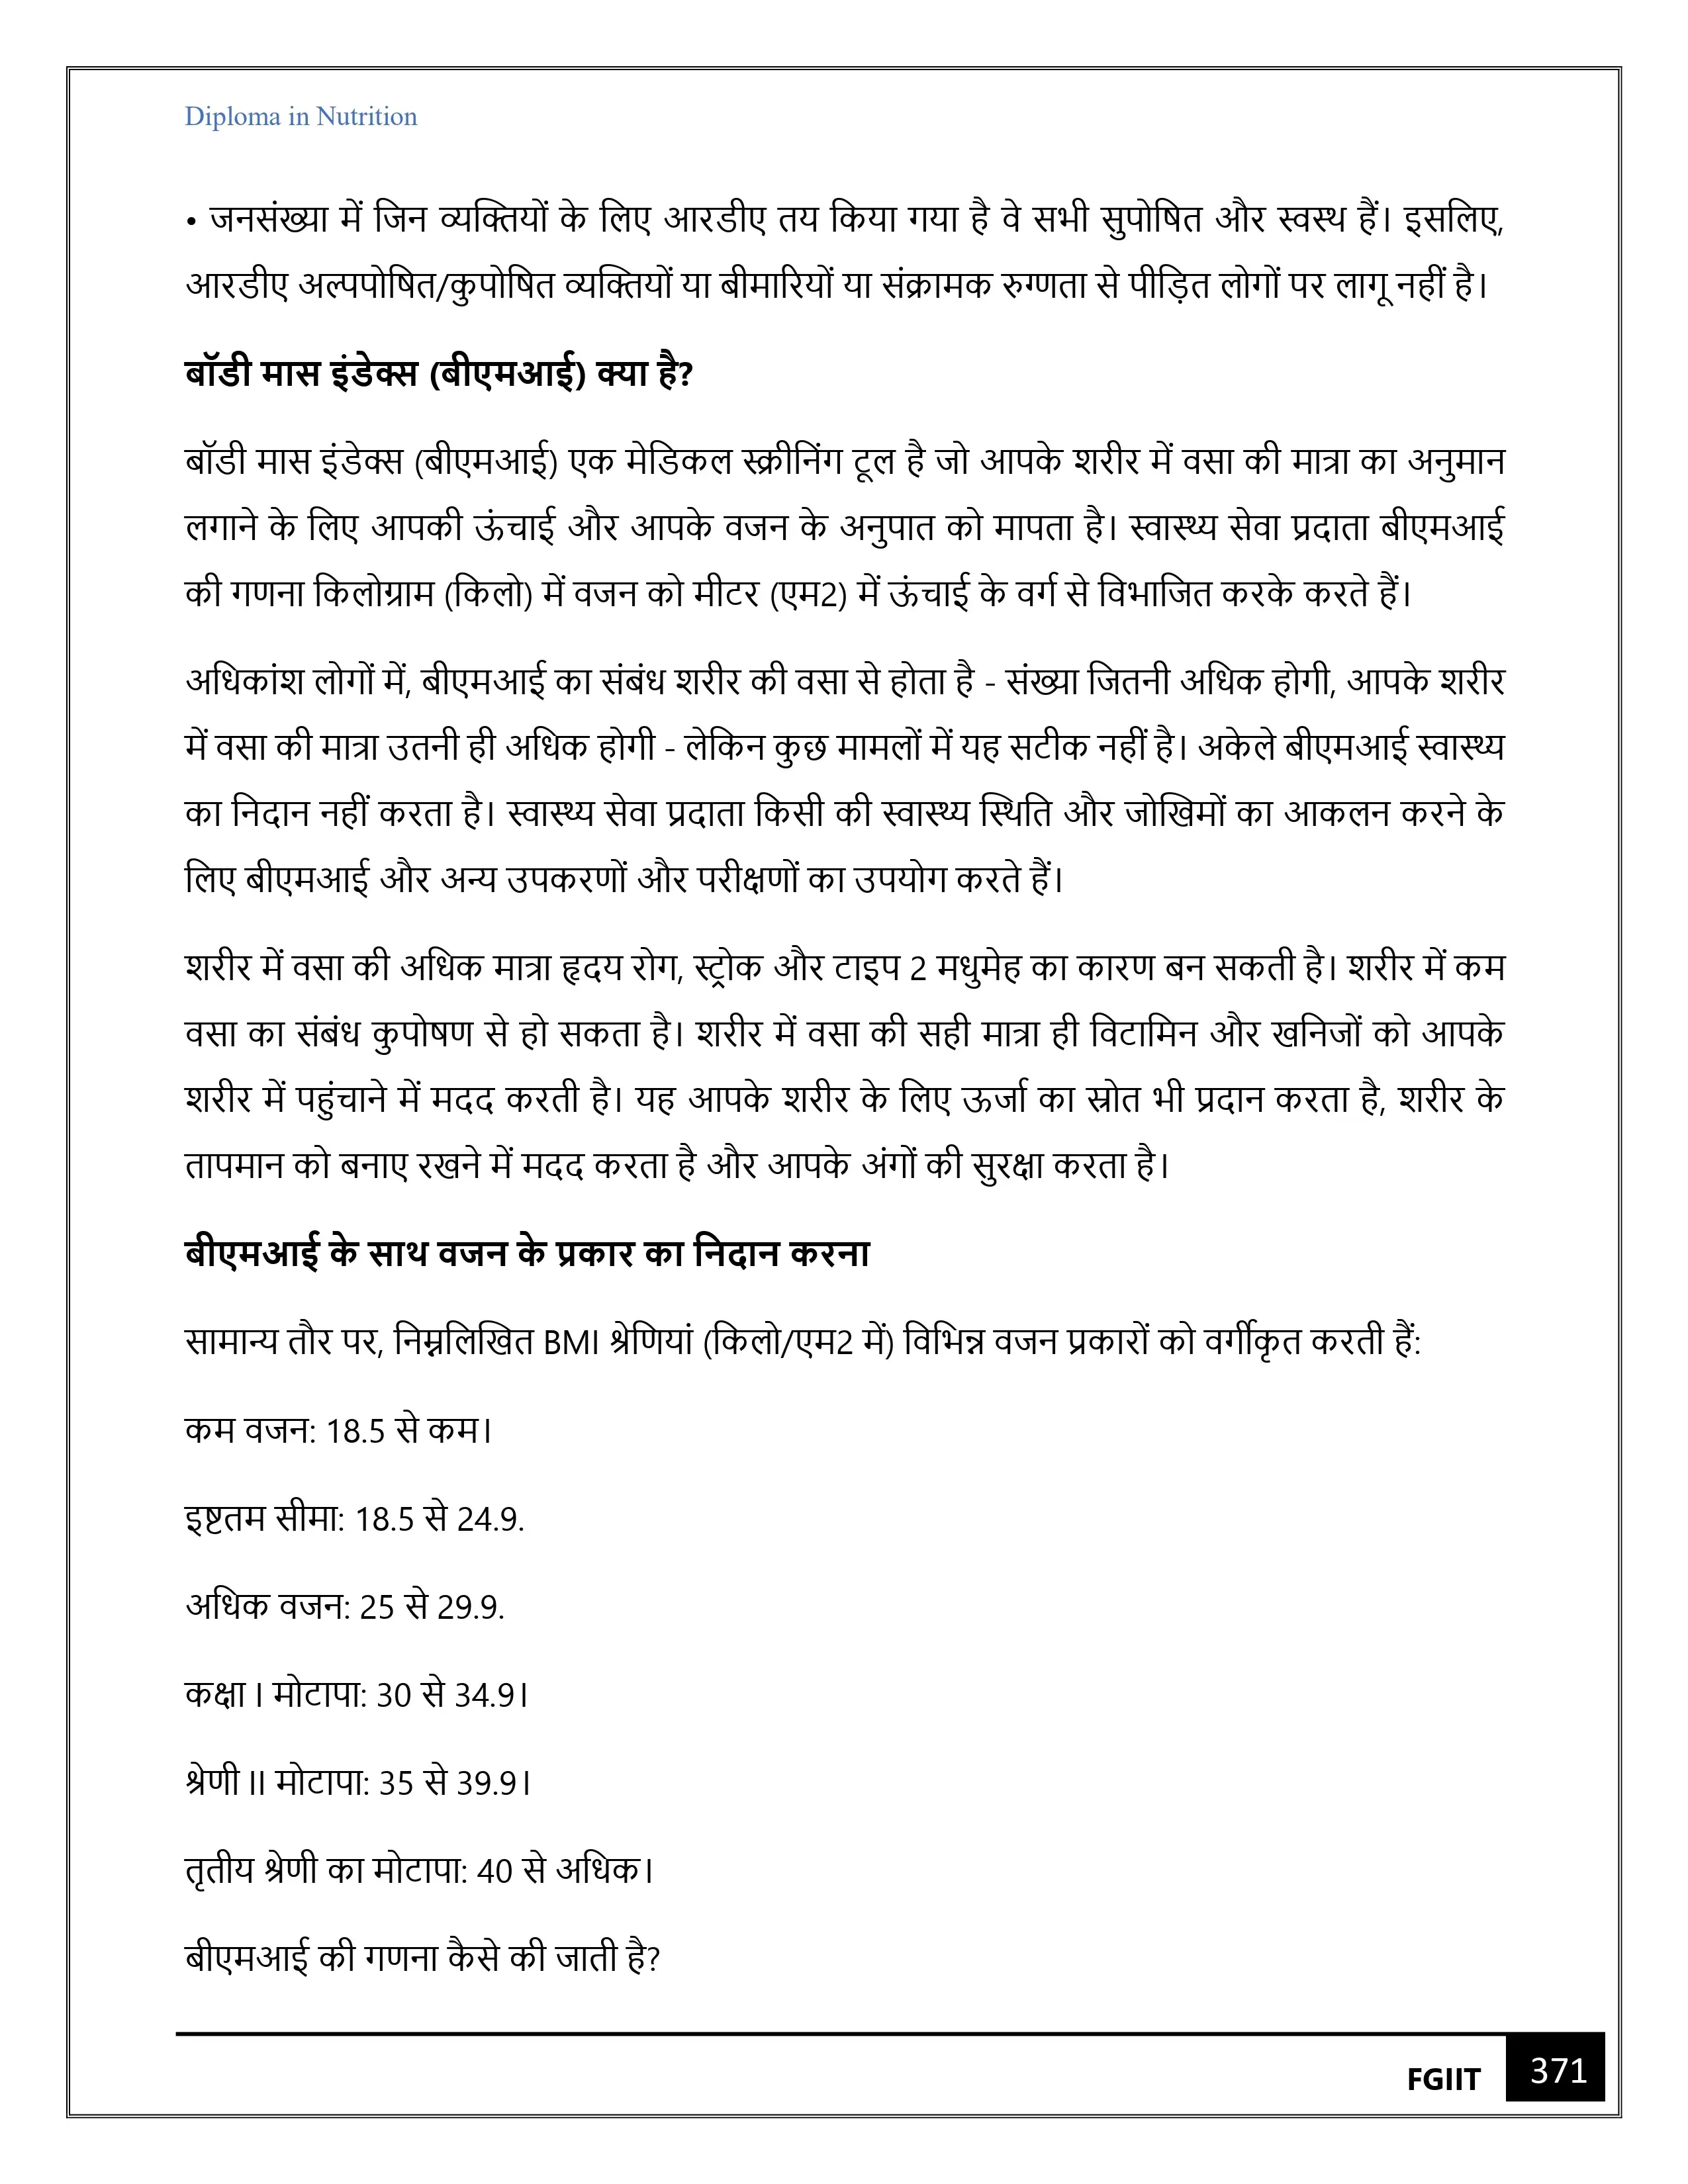 Diploma in Nutrition
• जनसंख्या में जिन व्यक्तियों के लिए आरडीए तय किया गया है वे सभी सुपोषित और स्वस्थ हैं। इसलिए,
आरडीए अल्पपोषित/कुपोषित व्यक्तियों या बीमारियों या संक्रामक रुग्णता से पीड़ित लोगों पर लागू नहीं है।
बॉडी मास इंडेक्स (बीएमआई) क्या है?
बॉडी मास इंडेक्स (बीएमआई) एक मेडिकल स्क्रीनिंग टूल है जो आपके शरीर में वसा की मात्रा का अनुमान
लगाने के लिए आपकी ऊंचाई और आपके वजन के अनुपात को मापता है। स्वास्थ्य सेवा प्रदाता बीएमआई
की गणना किलोग्राम (किलो) में वजन को मीटर (एम2) में ऊंचाई के वर्ग से विभाजित करके करते हैं।
अधिकांश लोगों में, बीएमआई का संबंध शरीर की वसा से होता है - संख्या जितनी अधिक होगी, आपके शरीर
में वसा की मात्रा उतनी ही अधिक होगी - लेकिन कुछ मामलों में यह सटीक नहीं है। अकेले बीएमआई स्वास्थ्य
का निदान नहीं करता है। स्वास्थ्य सेवा प्रदाता किसी की स्वास्थ्य स्थिति और जोखिमों का आकलन करने के
लिए बीएमआई और अन्य उपकरणों और परीक्षणों का उपयोग करते हैं।
शरीर में वसा की अधिक मात्रा हृदय रोग, स्ट्रोक और टाइप 2 मधुमेह का कारण बन सकती है। शरीर में कम
वसा का संबंध कुपोषण से हो सकता है। शरीर में वसा की सही मात्रा ही विटामिन और खनिजों को आपके
शरीर में पहुंचाने में मदद करती है। यह आपके शरीर के लिए ऊर्जा का स्रोत भी प्रदान करता है, शरीर के
तापमान को बनाए रखने में मदद करता है और आपके अंगों की सुरक्षा करता है।
बीएमआई के साथ वजन के प्रकार का निदान करना
सामान्य तौर पर, निम्नलिखित BMI श्रेणियां (किलो/एम2 में) विभिन्न वजन प्रकारों को वर्गीकृत करती हैं:
कम वजन: 18.5 से कम।
इष्टतम सीमा: 18.5 से 24.9.
अधिक वजन: 25 से 29.9.
कक्षा I मोटापा: 30 से 34.9।
श्रेणी II मोटापा: 35 से 39.9।
तृतीय श्रेणी का मोटापा: 40 से अधिक।
बीएमआई की गणना कैसे की जाती है?
FGIIT 371